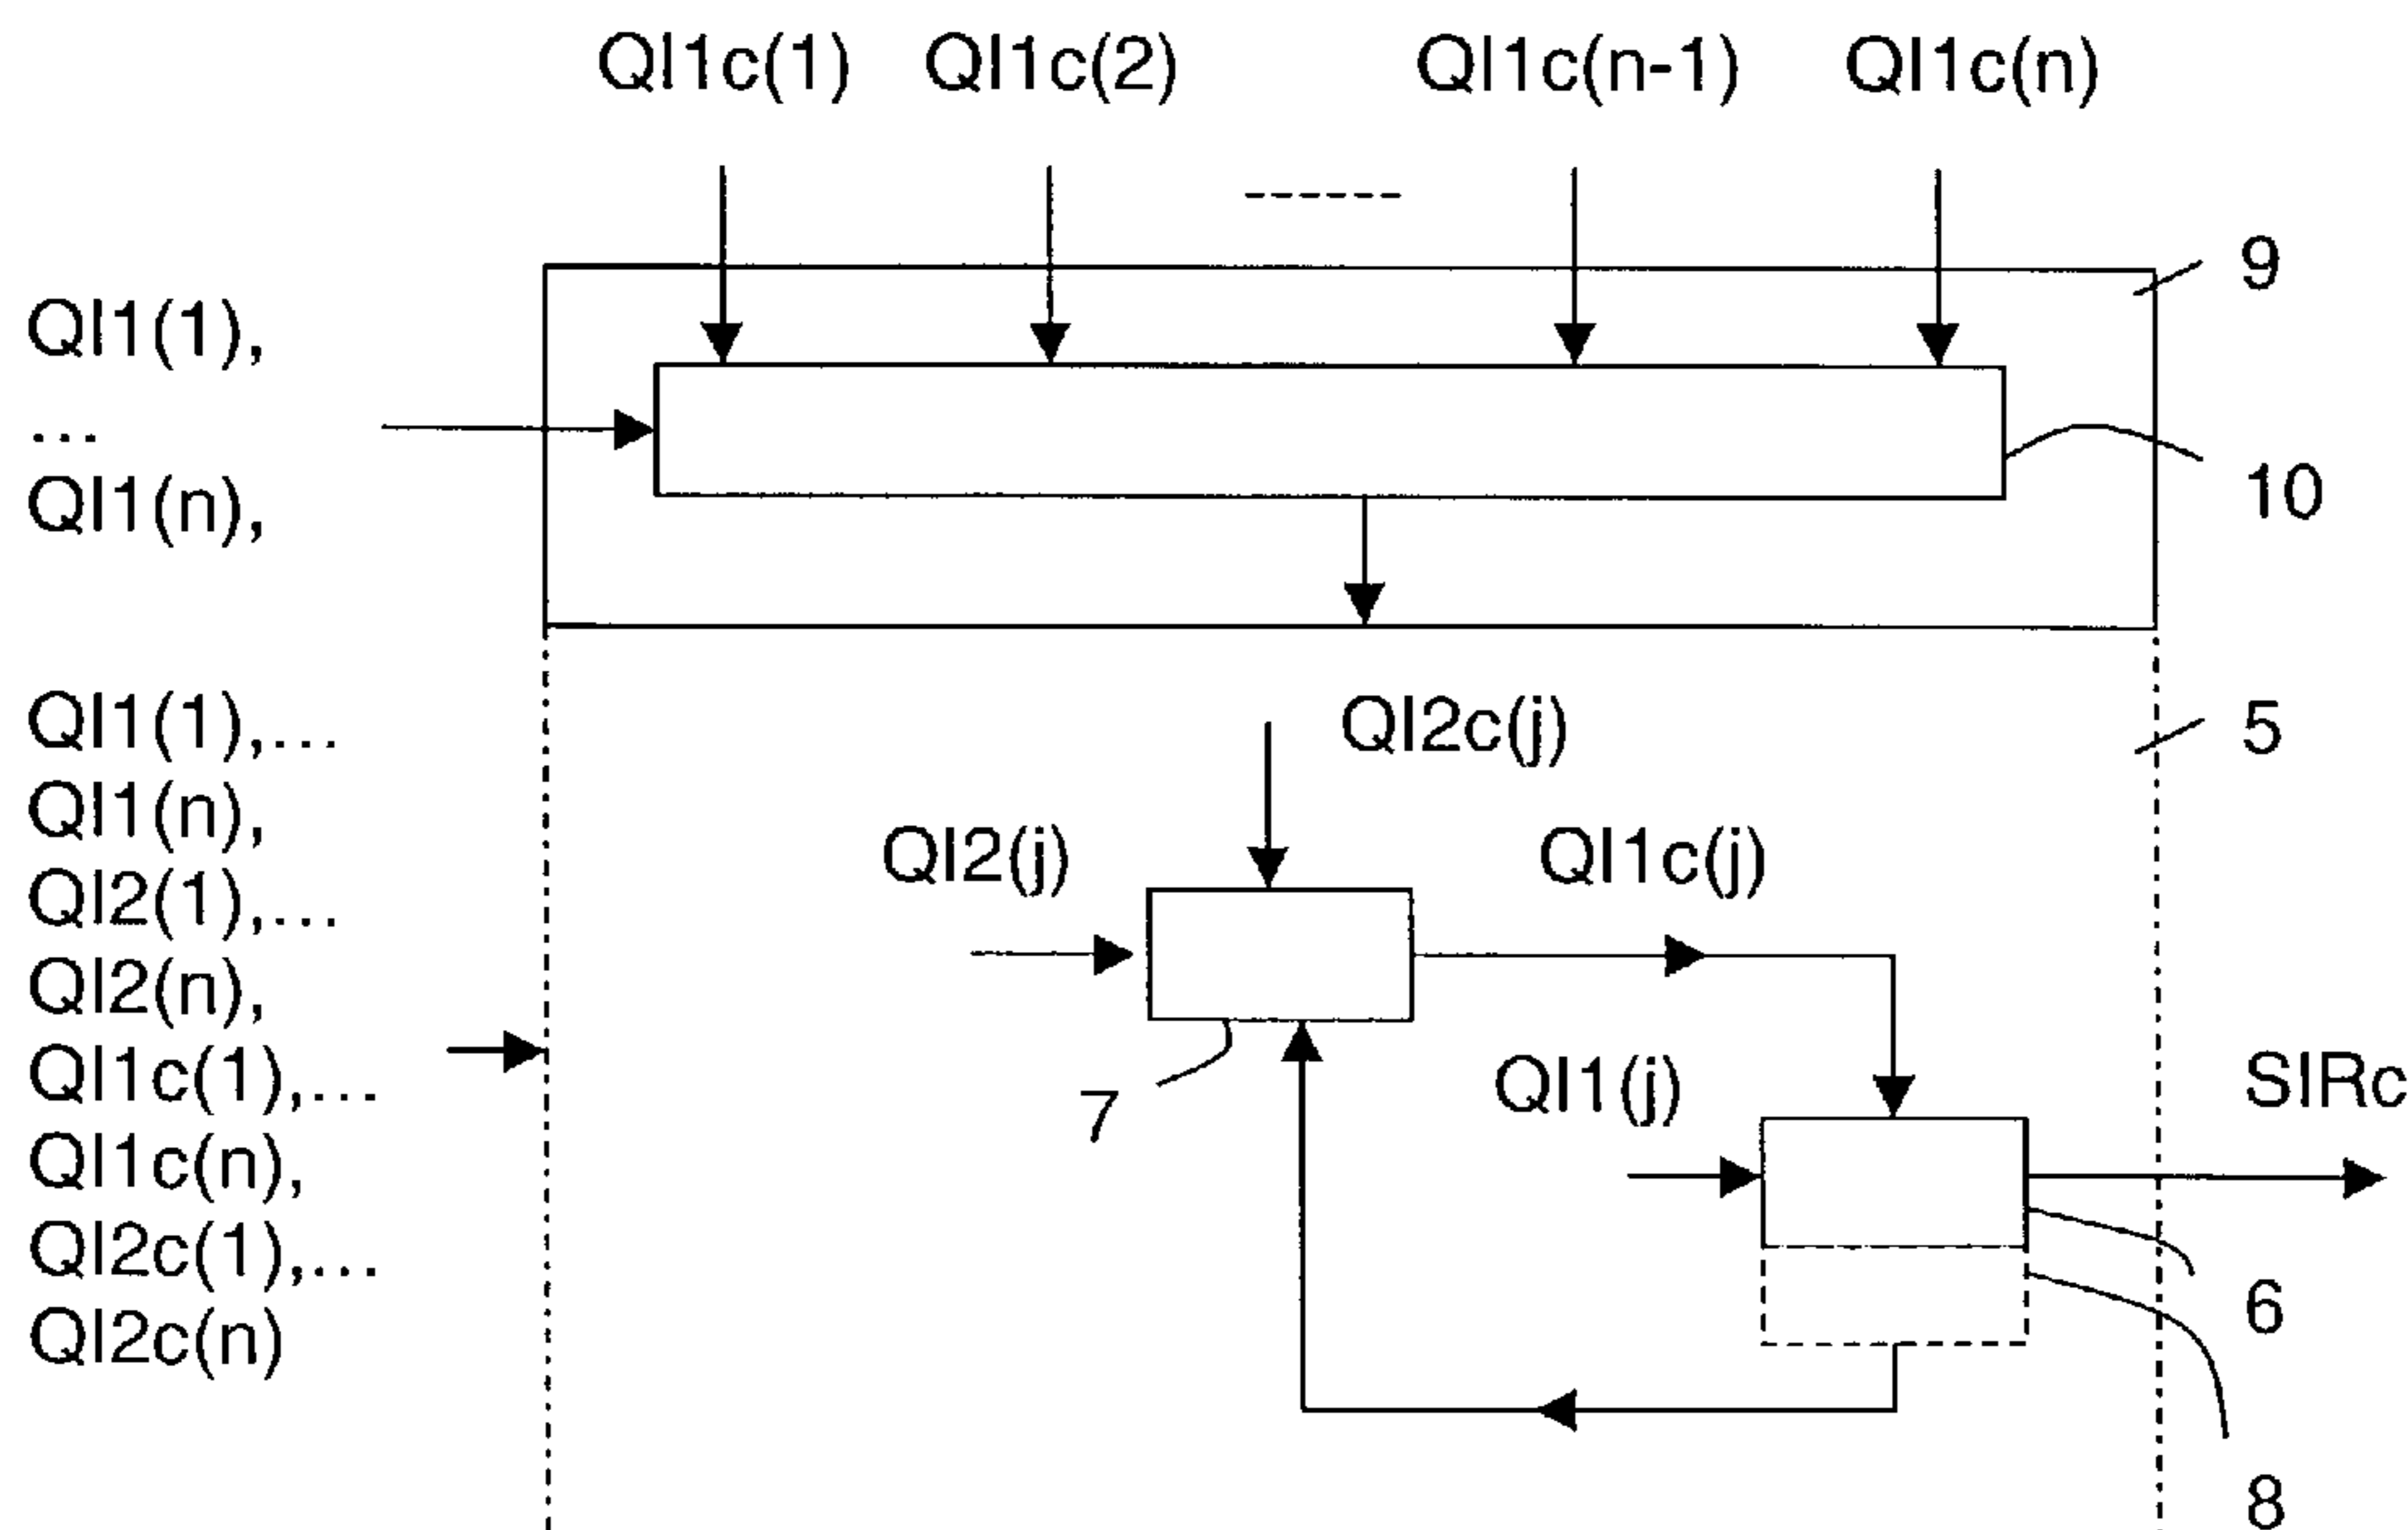 QI1c(1) QI1c(2) QI1c(n-1) QI1c(n)
9
QI1(1),
...
QI1(n),
10
QI1(1),...
QI1(n),
QI2(1),...
QI2(n),
QI1c(1),...
QI1c(n),
QI2c(1),...
QI2c(n)
QI2c(j)
5
QI2(j)
QI1c(j)
7
QI1(j)
SIRc
6
8